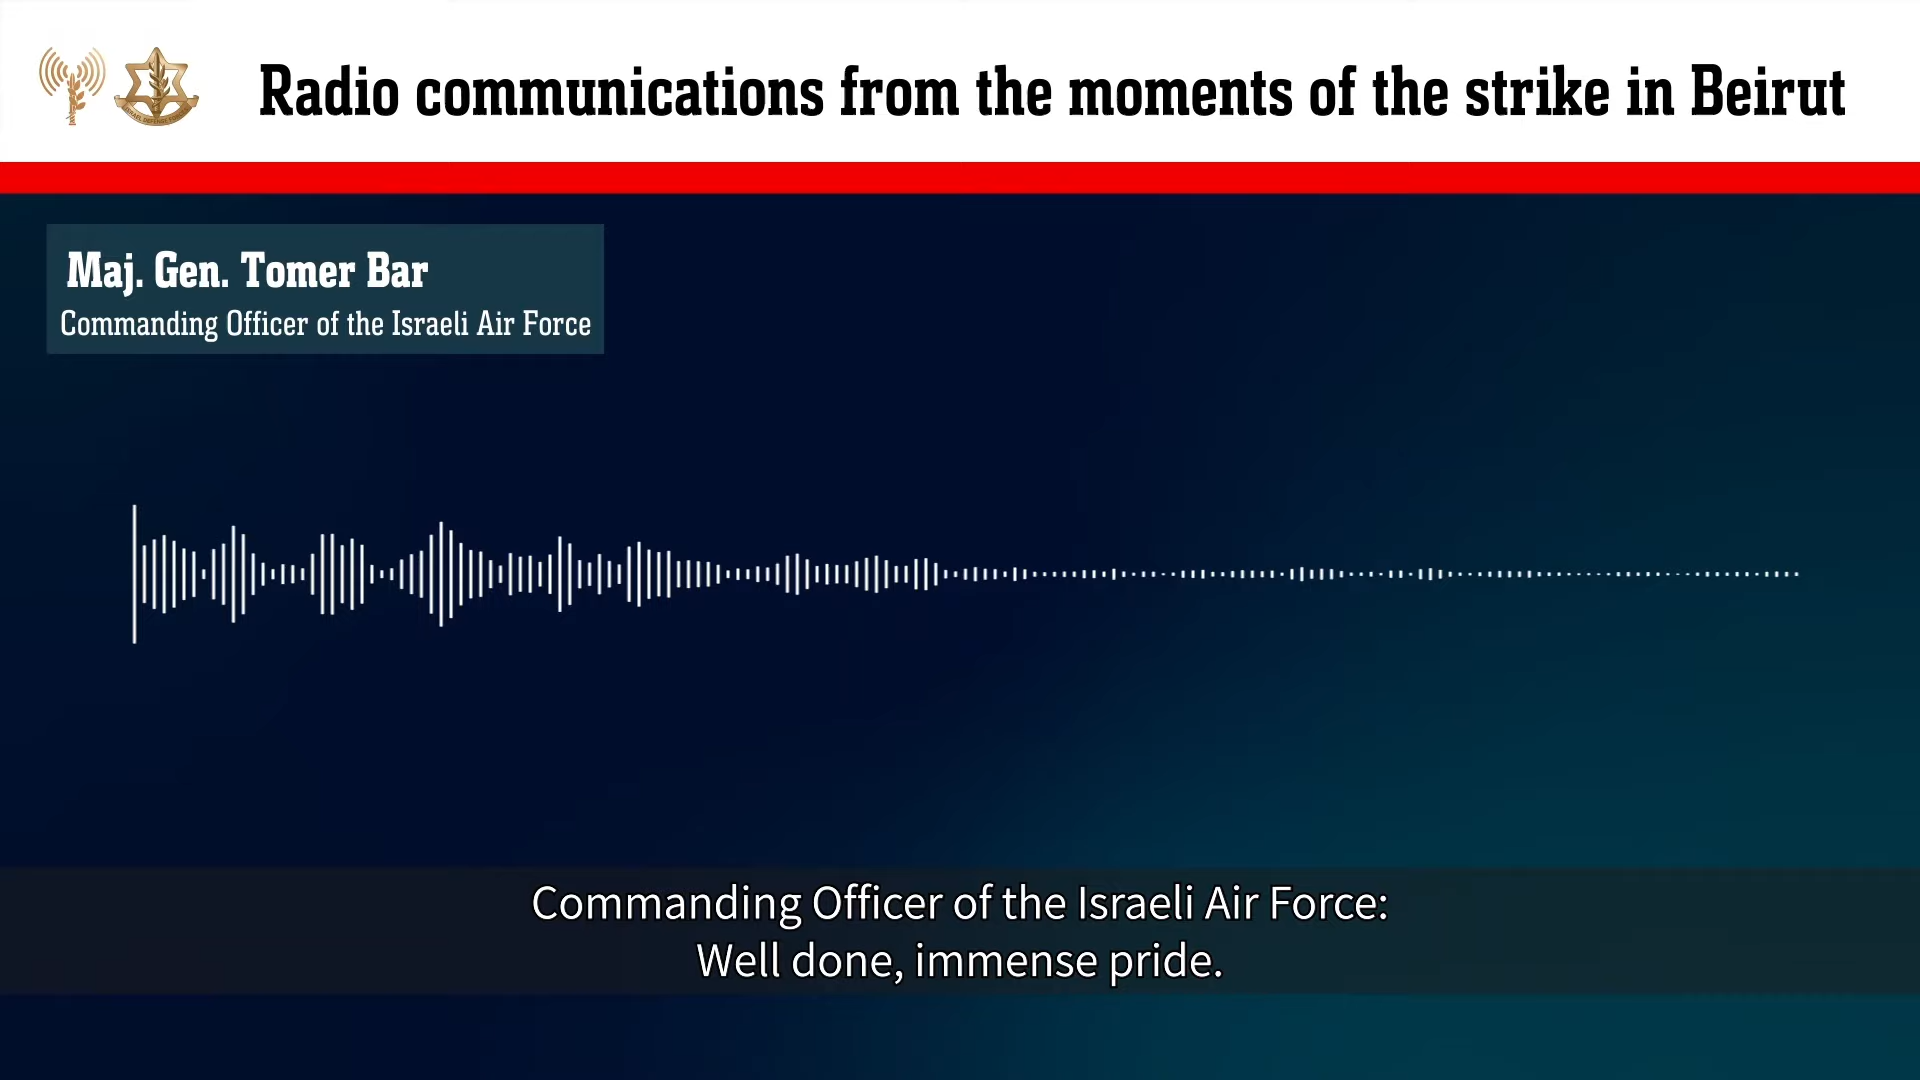 Radio communications from the moments of the strike in Beirut
Maj. Gen. Tomer Bar
Commanding Officer of the Israeli Air Force
Commanding Officer of the Israeli Air Force:
Well done, immense pride.